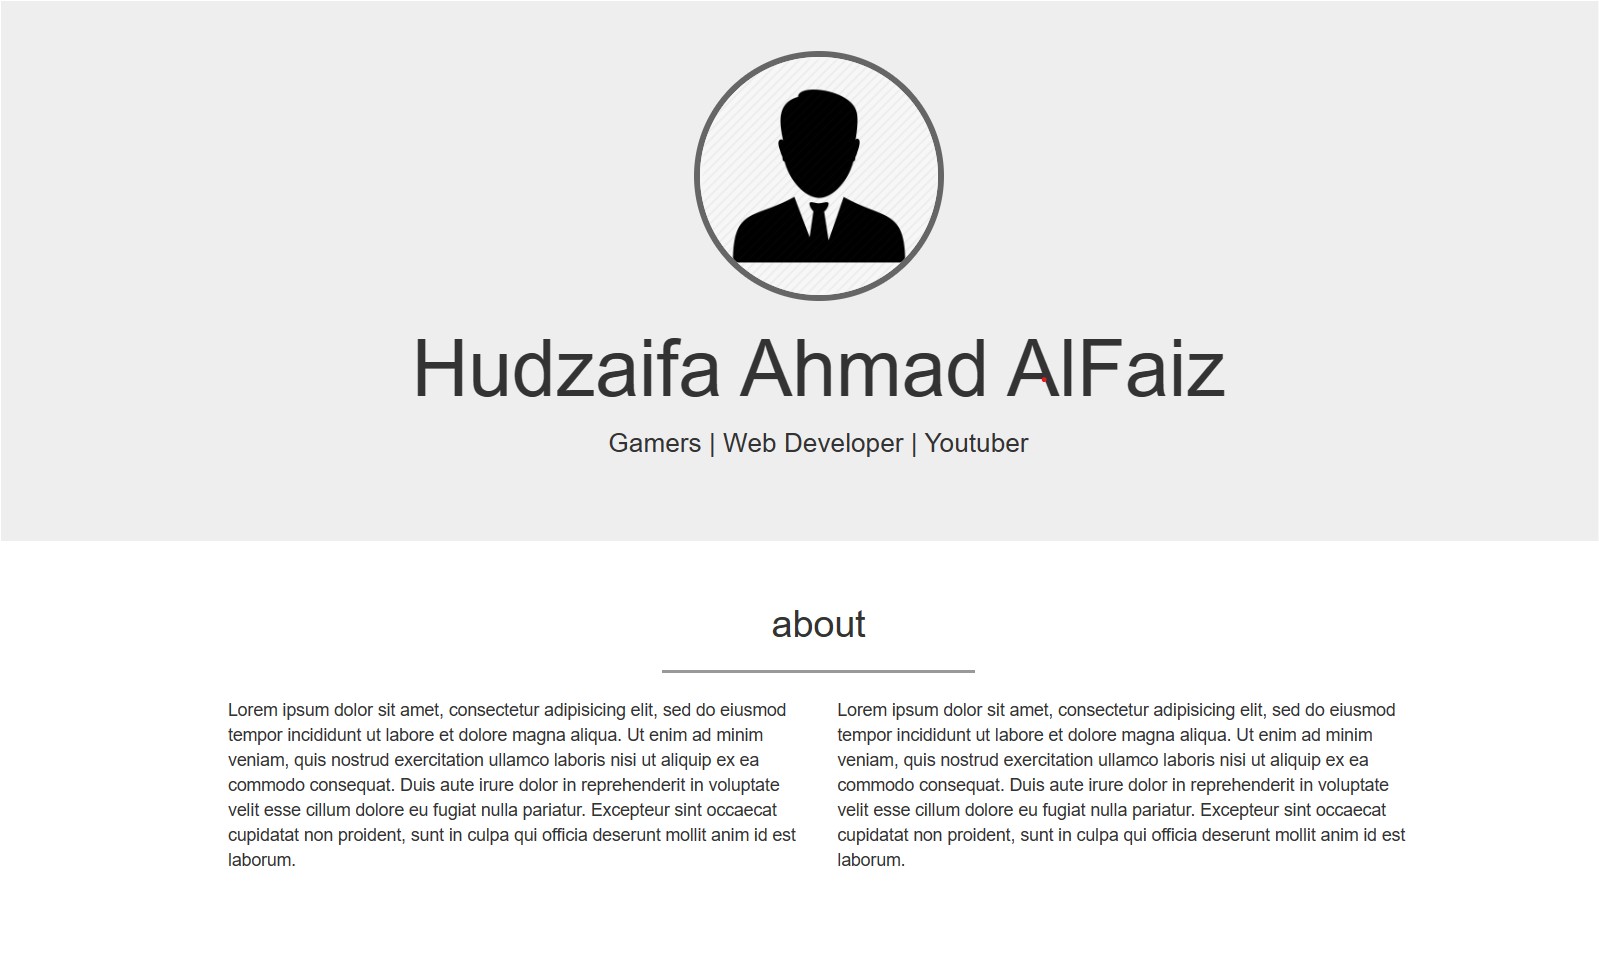 Hudzaifa Ahmad AlFaiz
Gamers | Web Developer | Youtuber
about
Lorem ipsum dolor sit amet, consectetur adipisicing elit, sed do eiusmod
tempor incididunt ut labore et dolore magna aliqua. Ut enim ad minim
veniam, quis nostrud exercitation ullamco laboris nisi ut aliquip ex ea
commodo consequat. Duis aute irure dolor in reprehenderit in voluptate
velit esse cillum dolore eu fugiat nulla pariatur. Excepteur sint occaecat
cupidatat non proident, sunt in culpa qui officia deserunt mollit anim id est
laborum.
Lorem ipsum dolor sit amet, consectetur adipisicing elit, sed do eiusmod
tempor incididunt ut labore et dolore magna aliqua. Ut enim ad minim
veniam, quis nostrud exercitation ullamco laboris nisi ut aliquip ex ea
commodo consequat. Duis aute irure dolor in reprehenderit in voluptate
velit esse cillum dolore eu fugiat nulla pariatur. Excepteur sint occaecat
cupidatat non proident, sunt in culpa qui officia deserunt mollit anim id est
laborum.